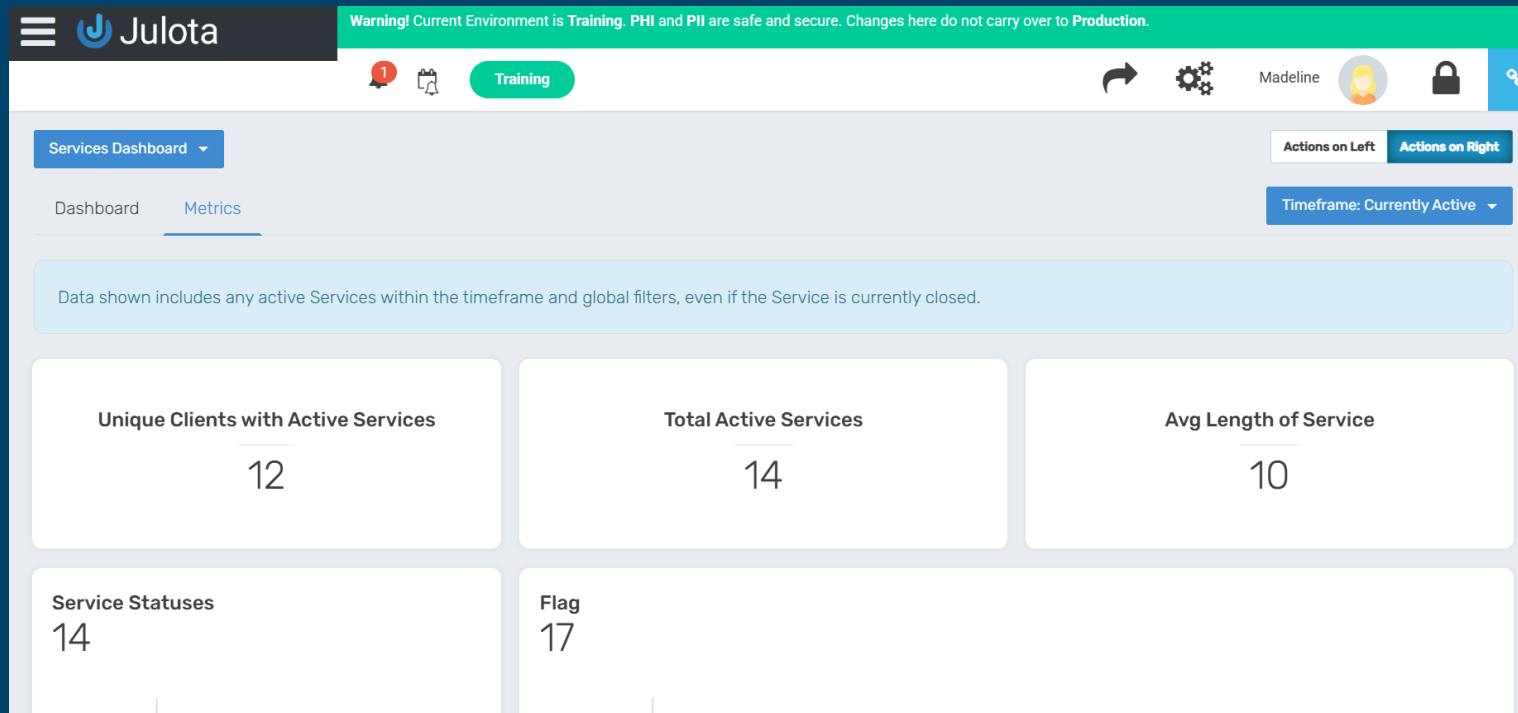 Julota
Warning! Current Environment is Training. PHI and PII are safe and secure. Changes here do not carry over to Production.
1
Training
Madeline
Services Dashboard
Actions on Left
Actions on Right
Dashboard
Metrics
Timeframe: Currently Active
Data shown includes any active Services within the timeframe and global filters, even if the Service is currently closed.
Unique Clients with Active Services
12
Total Active Services
14
Avg Length of Service
10
Service Statuses
14
Flag
17